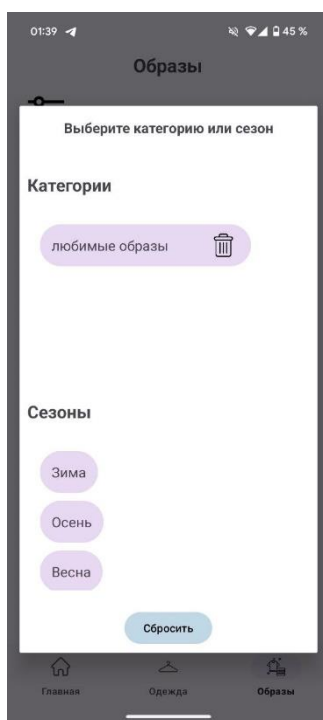 01:39
45 %
Образы
Выберите категорию или сезон
Категории
любимые образы
Сезоны
Зима
Осень
Весна
Сбросить
Главная
Одежда
Образы